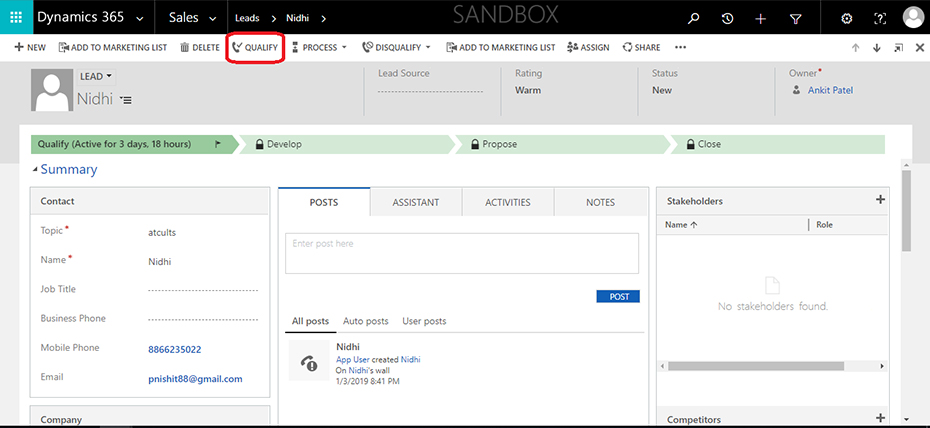 Dynamics 365 Sales Leads Nidhi SANDBOX
NEW ADD TO MARKETING LIST DELETE QUALIFY PROCESS DISQUALIFY ADD TO MARKETING LIST ASSIGN SHARE
LEAD
Nidhi
Lead Source
Rating
Warm
Status
New
Owner*
Ankit Patel
Qualify (Active for 3 days, 18 hours) Develop Propose Close
Summary
Contact
Topic* atcults
Name* Nidhi
Job Title
Business Phone
Mobile Phone 8866235022
Email pnishit88@gmail.com
Company
POSTS ASSISTANT ACTIVITIES NOTES
Enter post here
POST
All posts Auto posts User posts
Nidhi
App User created Nidhi
On Nidhi's wall
1/3/2019 8:41 PM
Stakeholders
Name Role
No stakeholders found.
Competitors